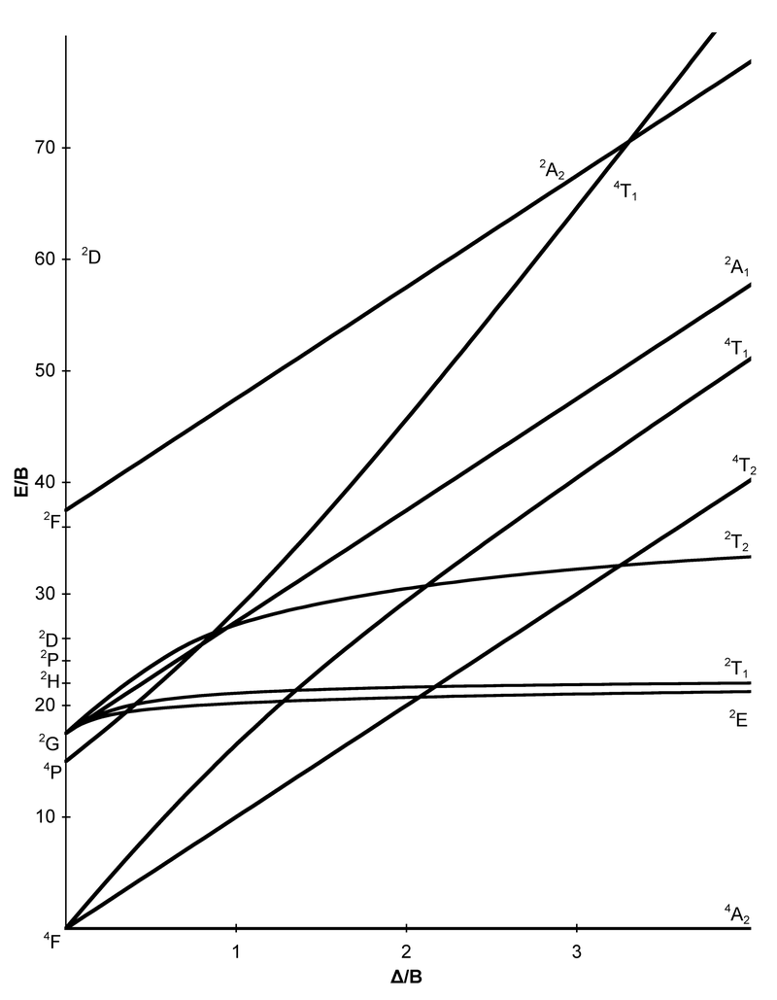 70
²A₂
⁴T₁
60
²D
²A₁
50
⁴T₁
E/B
40
⁴T₂
²F
²T₂
30
²D
²P
²H
²T₁
20
²E
²G
⁴P
10
⁴A₂
⁴F
1
2
3
Δ/B